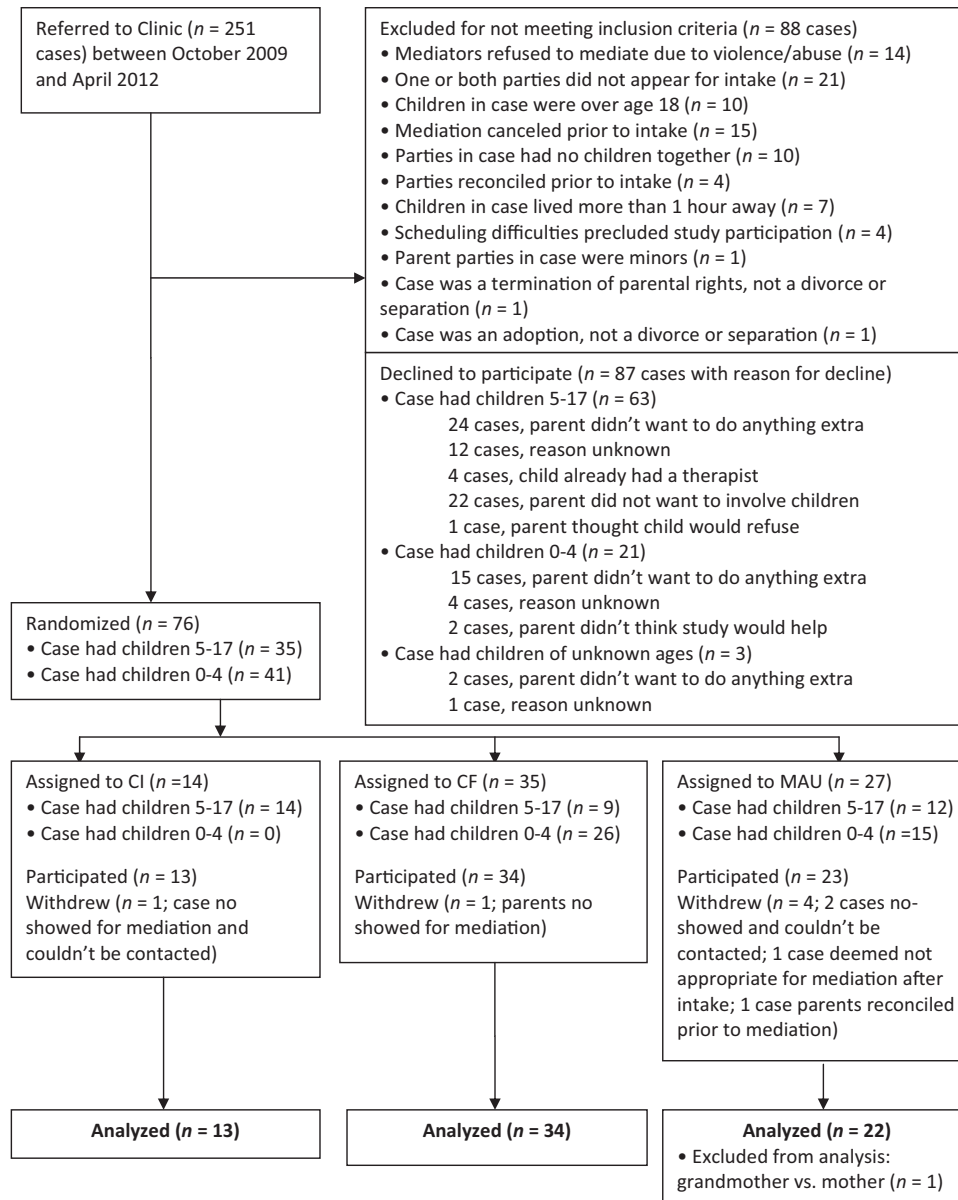 Referred to Clinic (n = 251
cases) between October 2009
and April 2012
Excluded for not meeting inclusion criteria (n = 88 cases)
• Mediators refused to mediate due to violence/abuse (n = 14)
• One or both parties did not appear for intake (n = 21)
• Children in case were over age 18 (n = 10)
• Mediation canceled prior to intake (n = 15)
• Parties in case had no children together (n = 10)
• Parties reconciled prior to intake (n = 4)
• Children in case lived more than 1 hour away (n = 7)
• Scheduling difficulties precluded study participation (n = 4)
• Parent parties in case were minors (n = 1)
• Case was a termination of parental rights, not a divorce or
separation (n = 1)
• Case was an adoption, not a divorce or separation (n = 1)
Declined to participate (n = 87 cases with reason for decline)
• Case had children 5-17 (n = 63)
24 cases, parent didn't want to do anything extra
12 cases, reason unknown
4 cases, child already had a therapist
22 cases, parent did not want to involve children
1 case, parent thought child would refuse
• Case had children 0-4 (n = 21)
15 cases, parent didn't want to do anything extra
4 cases, reason unknown
2 cases, parent didn't think study would help
• Case had children of unknown ages (n = 3)
2 cases, parent didn't want to do anything extra
1 case, reason unknown
Randomized (n = 76)
• Case had children 5-17 (n = 35)
• Case had children 0-4 (n = 41)
Assigned to CI (n =14)
• Case had children 5-17 (n = 14)
• Case had children 0-4 (n = 0)
Participated (n = 13)
Withdrew (n = 1; case no
showed for mediation and
couldn't be contacted)
Assigned to CF (n = 35)
• Case had children 5-17 (n = 9)
• Case had children 0-4 (n = 26)
Participated (n = 34)
Withdrew (n = 1; parents no
showed for mediation)
Assigned to MAU (n = 27)
• Case had children 5-17 (n = 12)
• Case had children 0-4 (n =15)
Participated (n = 23)
Withdrew (n = 4; 2 cases no-
showed and couldn't be
contacted; 1 case deemed not
appropriate for mediation after
intake; 1 case parents reconciled
prior to mediation)
Analyzed (n = 13)
Analyzed (n = 34)
Analyzed (n = 22)
• Excluded from analysis:
grandmother vs. mother (n = 1)